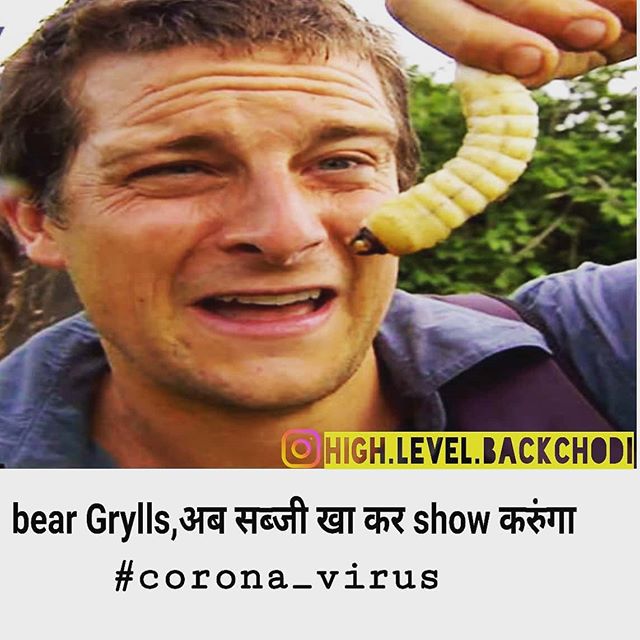 HIGH.LEVEL.BACKCHODI
bear Grylls,अब सब्जी खा कर show करुंगा
#corona_virus